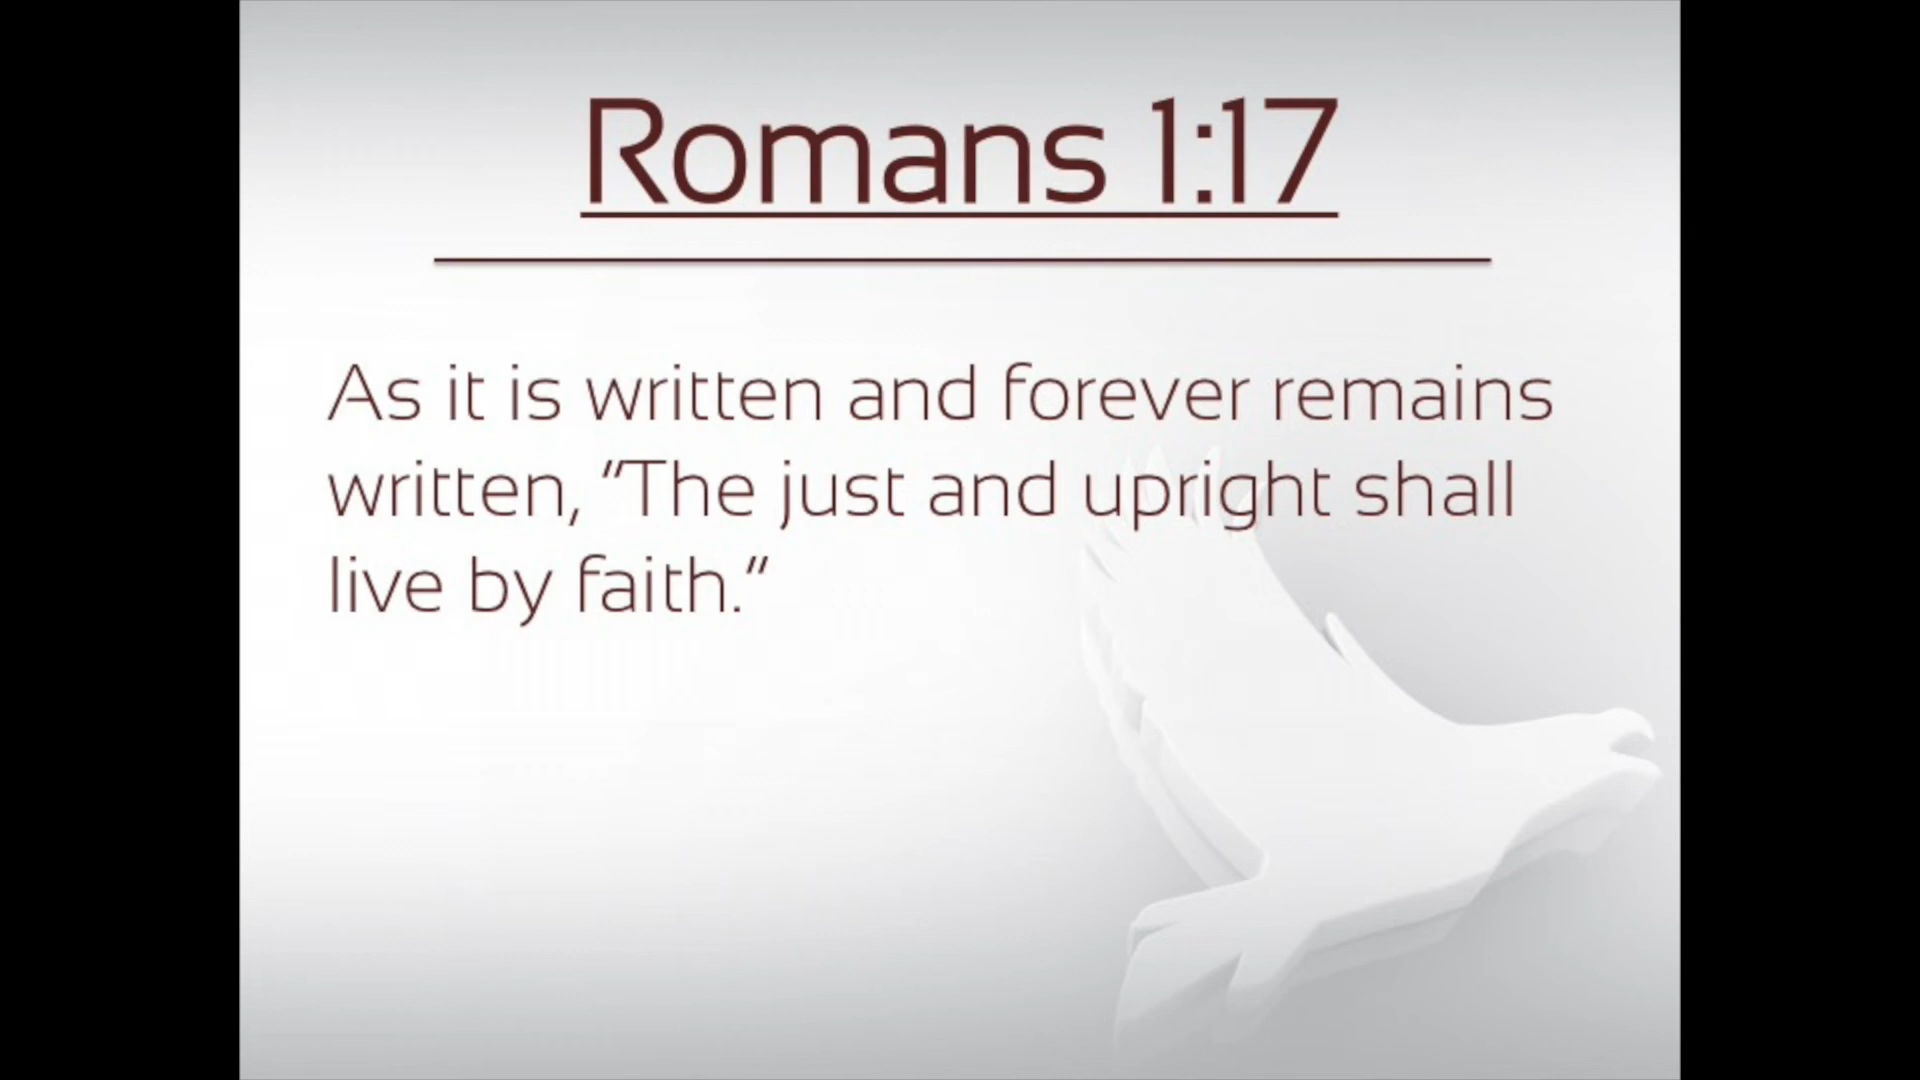 Romans 1:17
As it is written and forever remains
written, "The just and upright shall
live by faith."